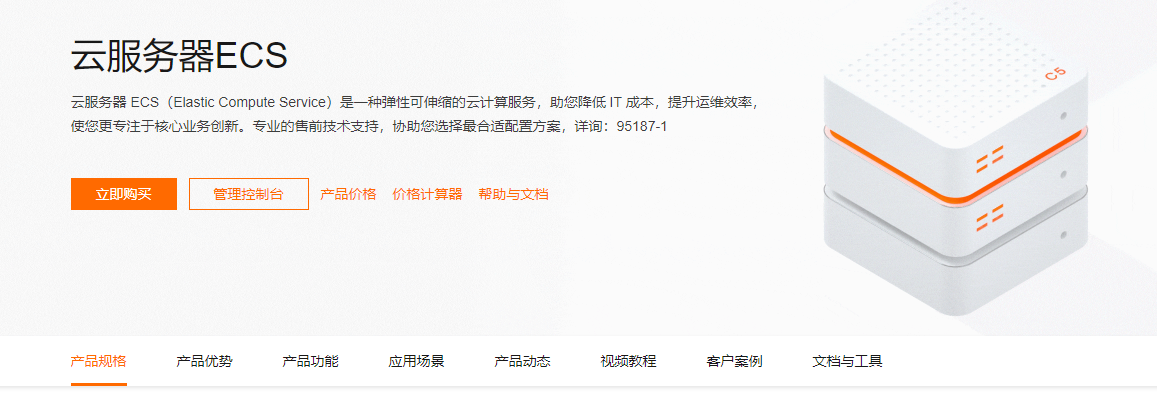 云服务器ECS
云服务器 ECS（Elastic Compute Service）是一种弹性可伸缩的云计算服务，助您降低 IT 成本，提升运维效率，
使您更专注于核心业务创新。专业的售前技术支持，协助您选择最合适配置方案，详询：95187-1
立即购买 管理控制台 产品价格 价格计算器 帮助与文档
C5
产品规格 产品优势 产品功能 应用场景 产品动态 视频教程 客户案例 文档与工具